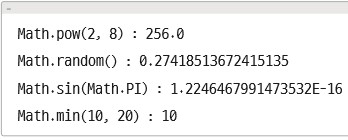 Math.pow(2, 8) : 256.0
Math.random() : 0.27418513672415135
Math.sin(Math.PI) : 1.2246467991473532E-16
Math.min(10, 20) : 10